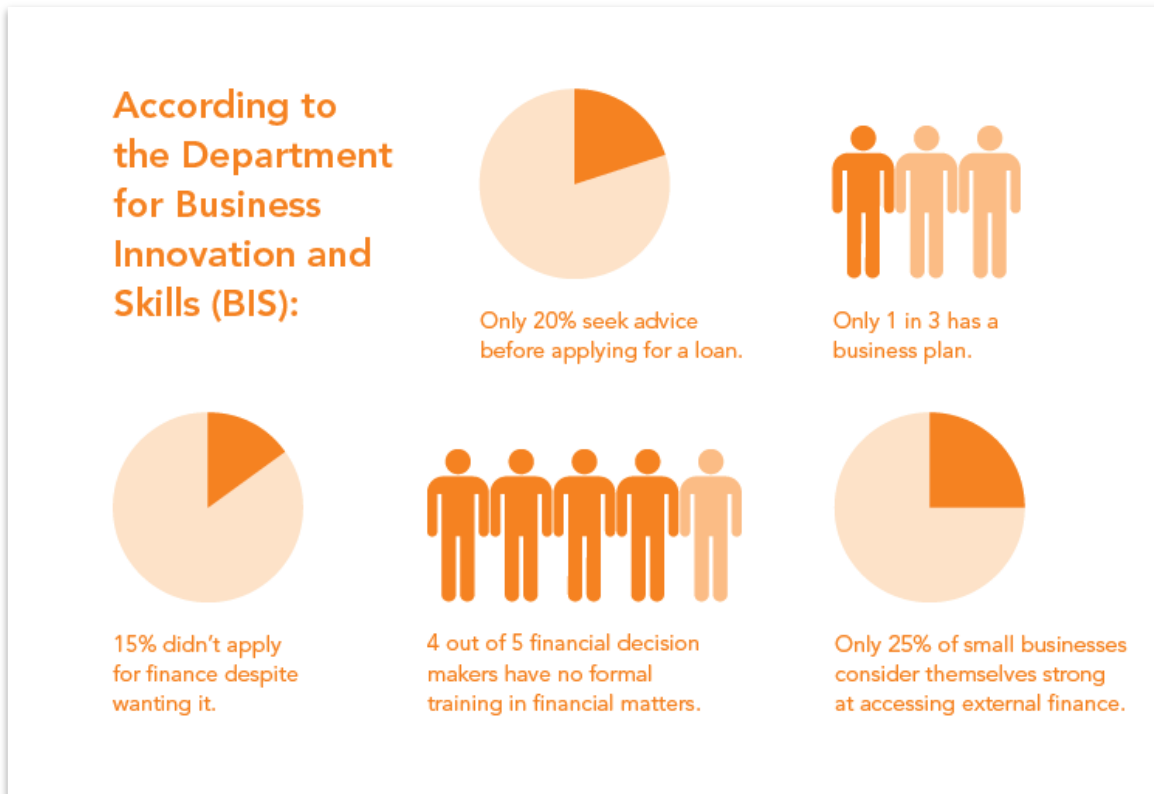 According to
the Department
for Business
Innovation and
Skills (BIS):
Only 20% seek advice
before applying for a loan.
Only 1 in 3 has a
business plan.
15% didn’t apply
for finance despite
wanting it.
4 out of 5 financial decision
makers have no formal
training in financial matters.
Only 25% of small businesses
consider themselves strong
at accessing external finance.